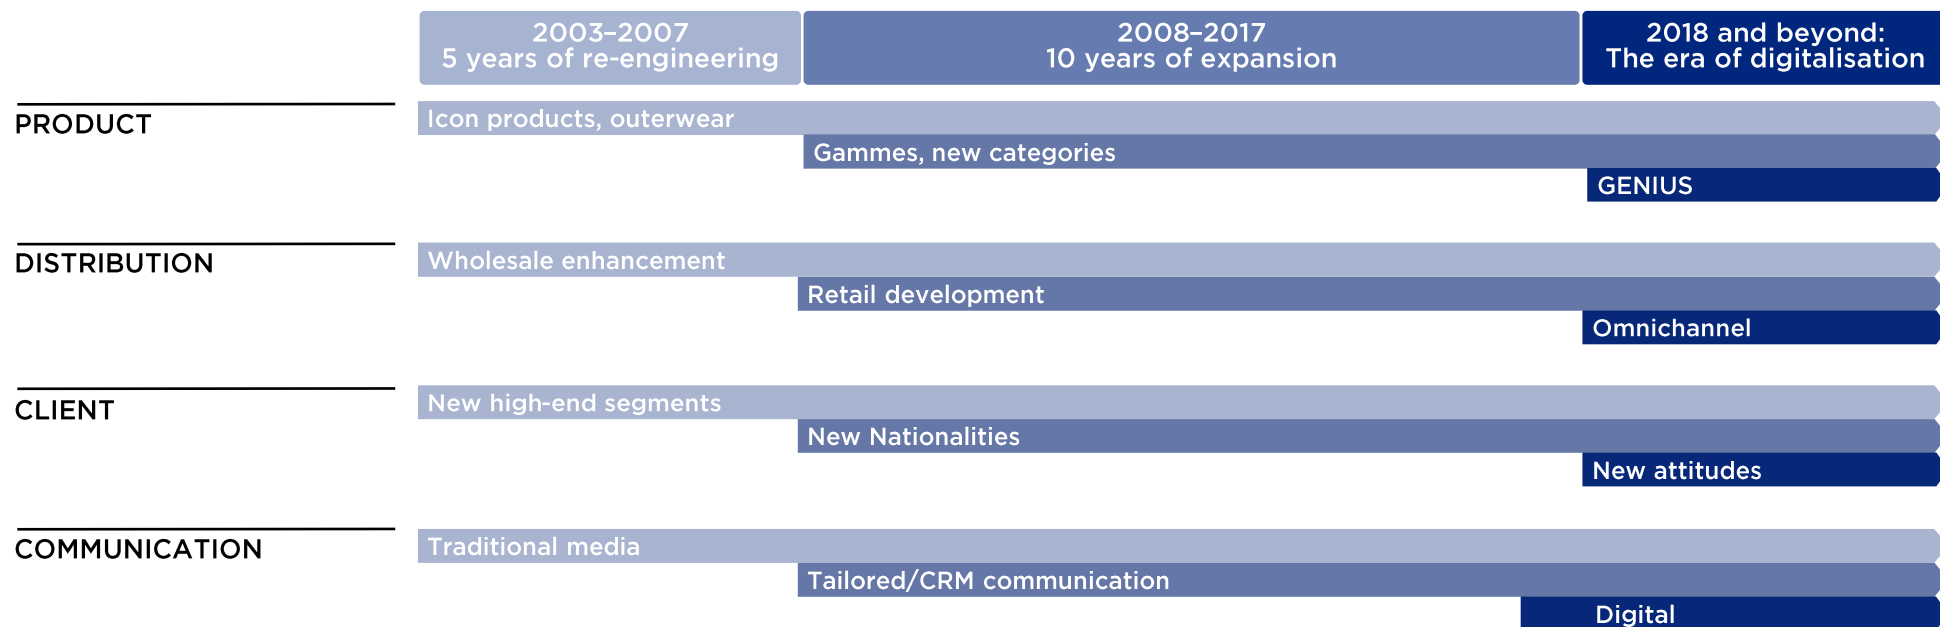 2003–2007
5 years of re-engineering
2008–2017
10 years of expansion
2018 and beyond:
The era of digitalisation
PRODUCT
Icon products, outerwear
Gammes, new categories
GENIUS
DISTRIBUTION
Wholesale enhancement
Retail development
Omnichannel
CLIENT
New high-end segments
New Nationalities
New attitudes
COMMUNICATION
Traditional media
Tailored/CRM communication
Digital